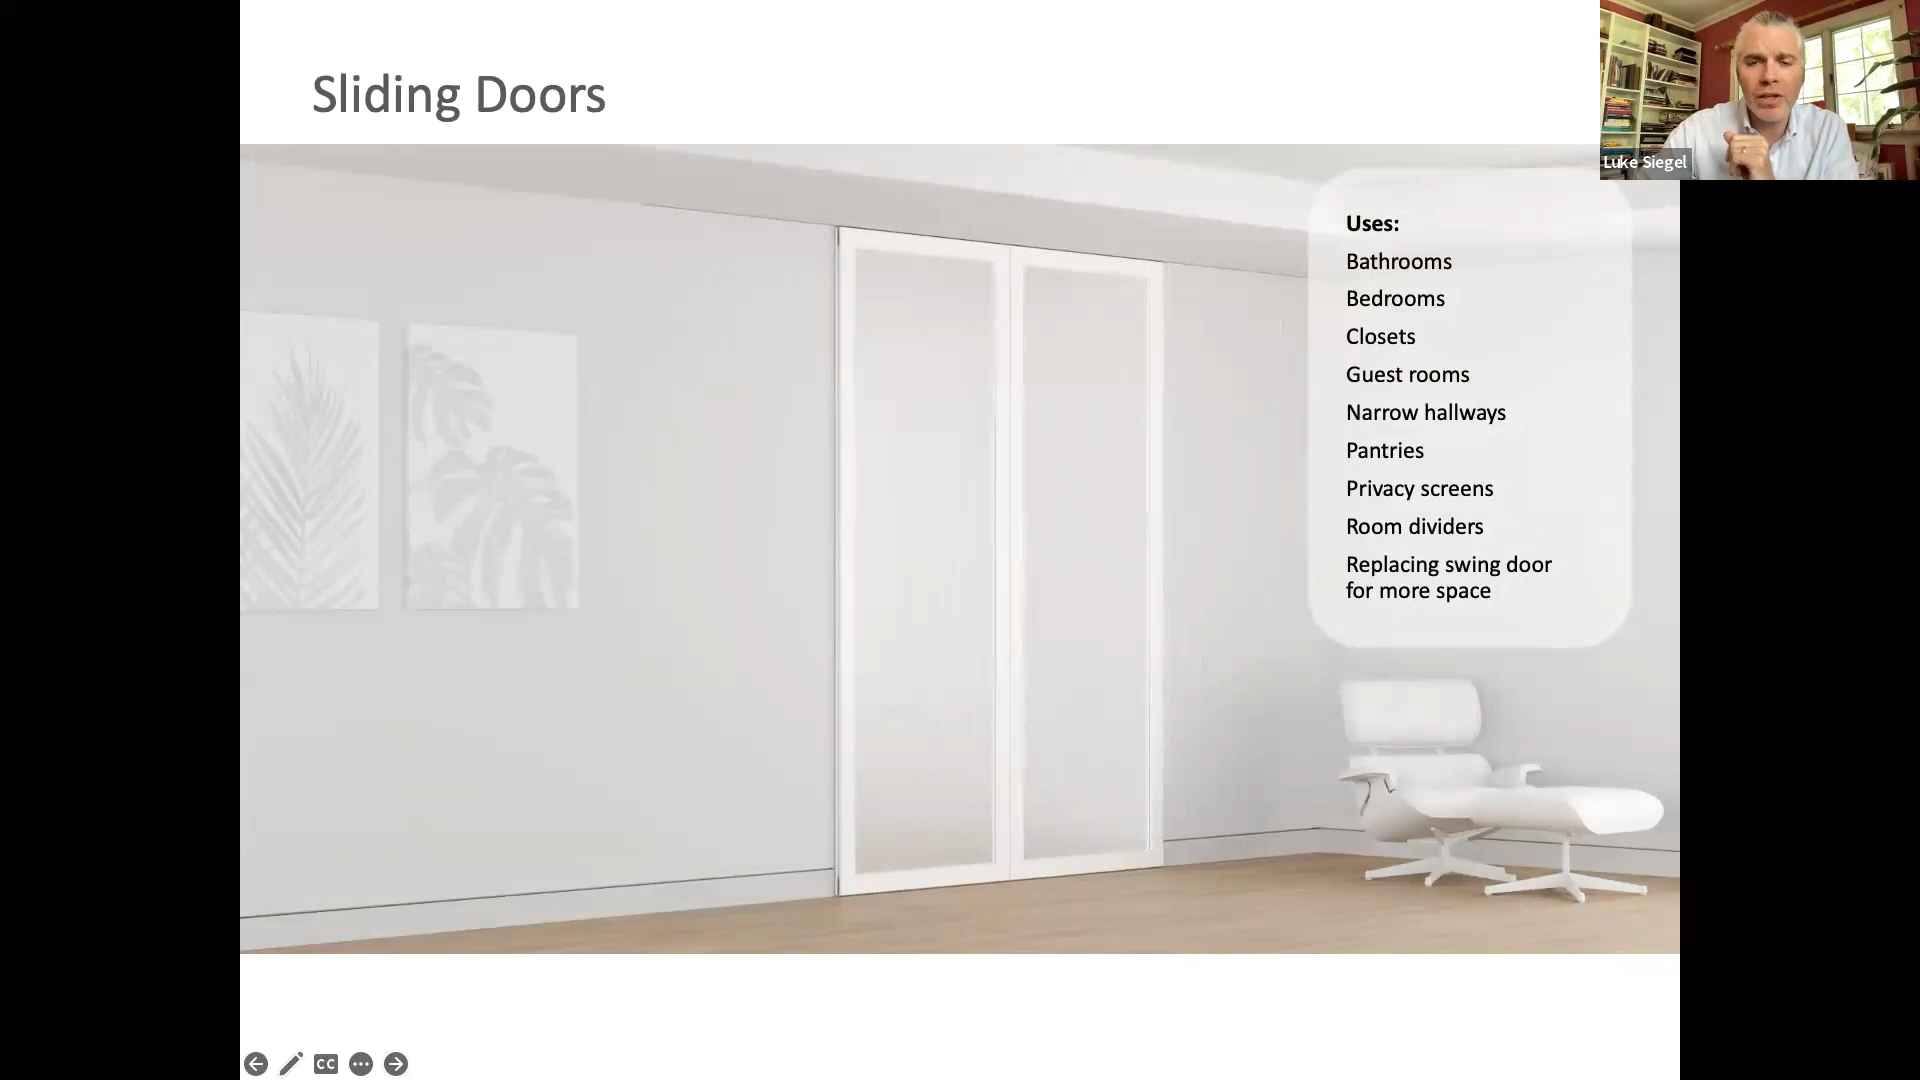 Sliding Doors
Luke Siegel
Uses:
Bathrooms
Bedrooms
Closets
Guest rooms
Narrow hallways
Pantries
Privacy screens
Room dividers
Replacing swing door
for more space
CC